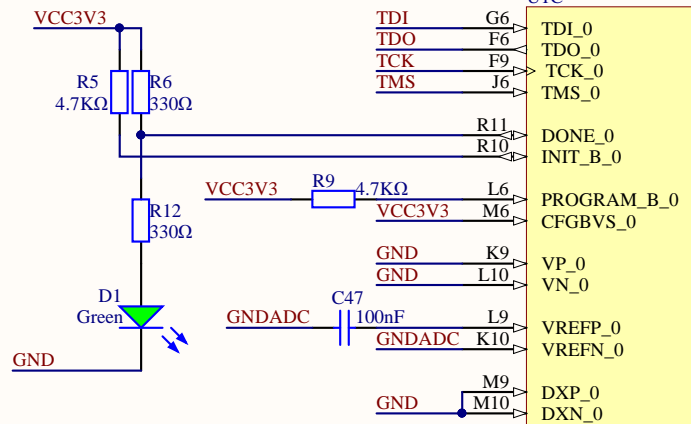 U1C
VCC3V3
R5
4.7KΩ
R6
330Ω
R12
330Ω
D1
Green
GND
TDI G6 TDI_0
TDO F6 TDO_0
TCK F9 TCK_0
TMS J6 TMS_0
R11 DONE_0
R10 INIT_B_0
VCC3V3 R9 4.7KΩ L6 PROGRAM_B_0
VCC3V3 M6 CFGBVS_0
GND K9 VP_0
GND L10 VN_0
GNDADC C47 100nF L9 VREFP_0
GNDADC K10 VREFN_0
M9 DXP_0
GND M10 DXN_0